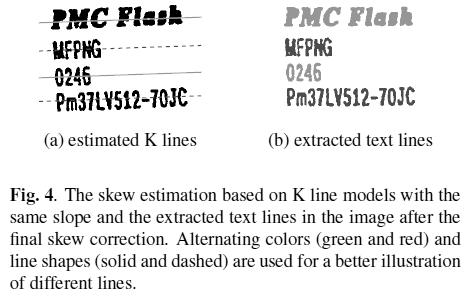 PMC Flash PMC Flash
MFPNG MFPNG
0246 0246
Pm37LV512-70JC Pm37LV512-70JC
(a) estimated K lines (b) extracted text lines
Fig. 4. The skew estimation based on K line models with the
same slope and the extracted text lines in the image after the
final skew correction. Alternating colors (green and red) and
line shapes (solid and dashed) are used for a better illustration
of different lines.